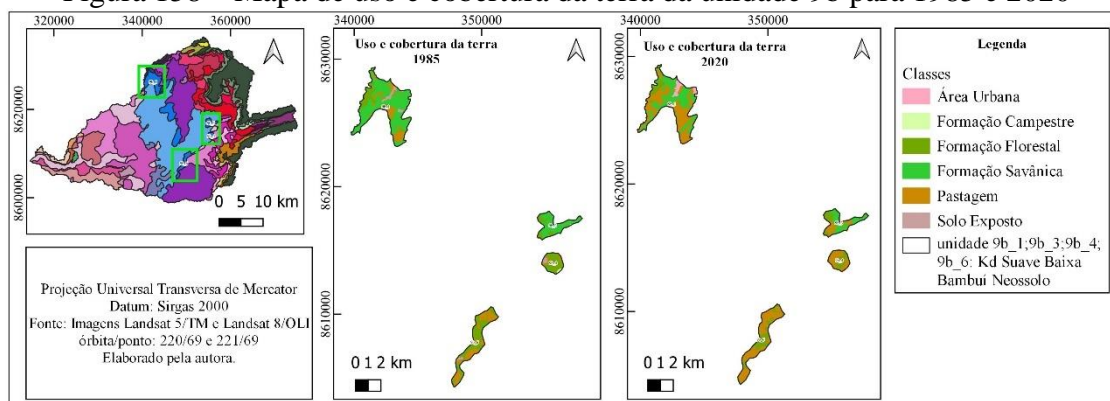 Figura 158 – Mapa de uso e cobertura da terra da unidade 9b para 1985 e 2020
320000 340000 360000
8620000
8600000
0 5 10 km
Projeção Universal Transversa de Mercator
Datum: Sirgas 2000
Fonte: Imagens Landsat 5/TM e Landsat 8/OLI
órbita/ponto: 220/69 e 221/69
Elaborado pela autora.
340000 350000
Uso e cobertura da terra
1985
8630000
8620000
8610000
0 1 2 km
340000 350000
Uso e cobertura da terra
2020
8630000
8620000
8610000
0 1 2 km
Legenda
Classes
Área Urbana
Formação Campestre
Formação Florestal
Formação Savânica
Pastagem
Solo Exposto
unidade 9b_1;9b_3;9b_4;
9b_6: Kd Suave Baixa
Bambuí Neossolo